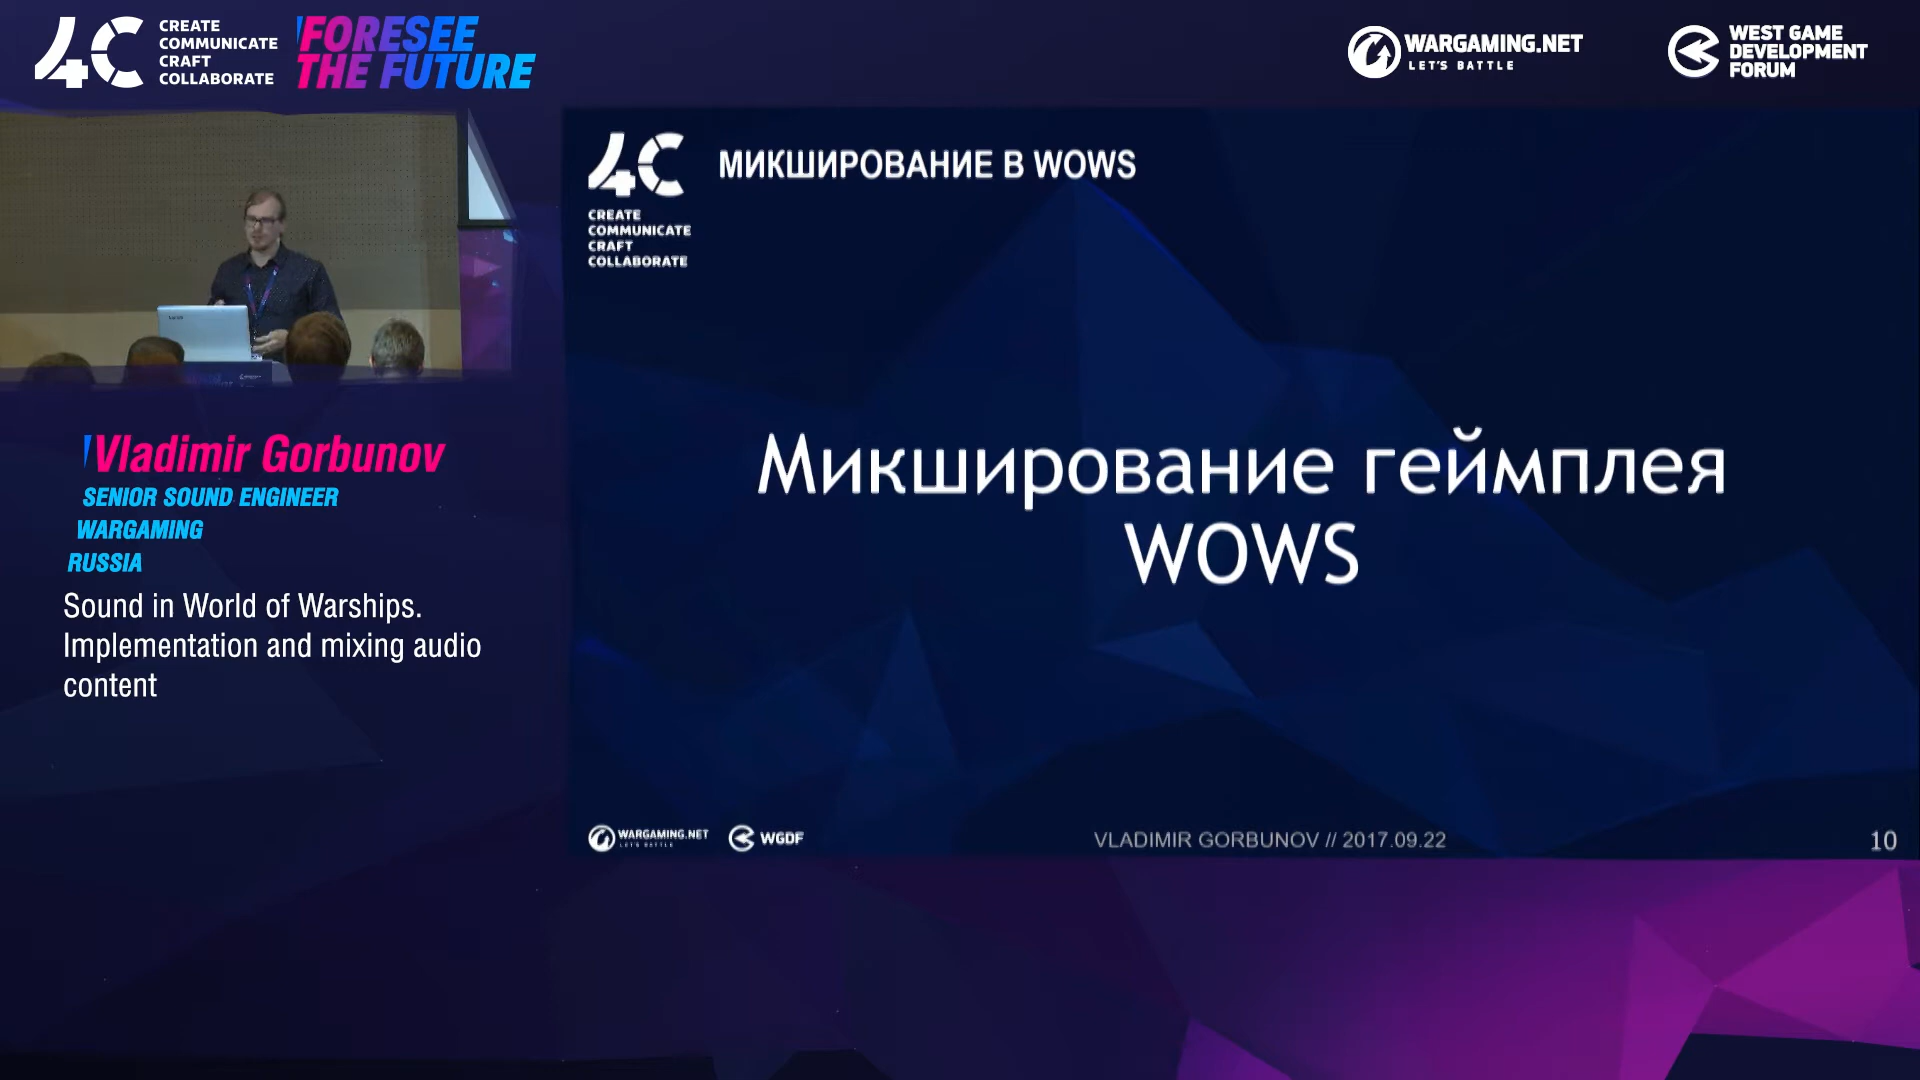 4C
CREATE
COMMUNICATE
CRAFT
COLLABORATE
FORESEE
THE FUTURE
WARGAMING.NET
LET'S BATTLE
WEST GAME
DEVELOPMENT
FORUM
4C
CREATE
COMMUNICATE
CRAFT
COLLABORATE
МИКШИРОВАНИЕ В WOWS
Микширование геймплея
WOWS
Vladimir Gorbunov
SENIOR SOUND ENGINEER
WARGAMING
RUSSIA
Sound in World of Warships.
Implementation and mixing audio
content
WARGAMING.NET
LET'S BATTLE
WGDF
VLADIMIR GORBUNOV // 2017.09.22
10